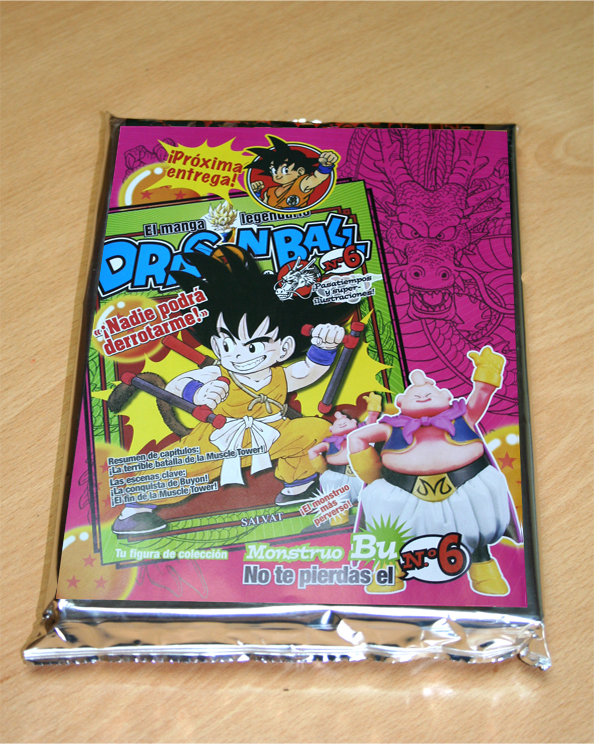 ¡Próxima
entrega!
El manga legendario
DRAGON BALL
Nº6
Pasatiempos
y super-
ilustraciones!
"¡Nadie podrá
derrotarme!"
Resumen de capítulos:
¡La terrible batalla de la Muscle Tower!
Las escenas clave:
¡La conquista de Buyon!
¡El fin de la Muscle Tower!
SALVAT
¡El monstruo
más
perverso!
Tu figura de colección
Monstruo Bu
No te pierdas el Nº6
M